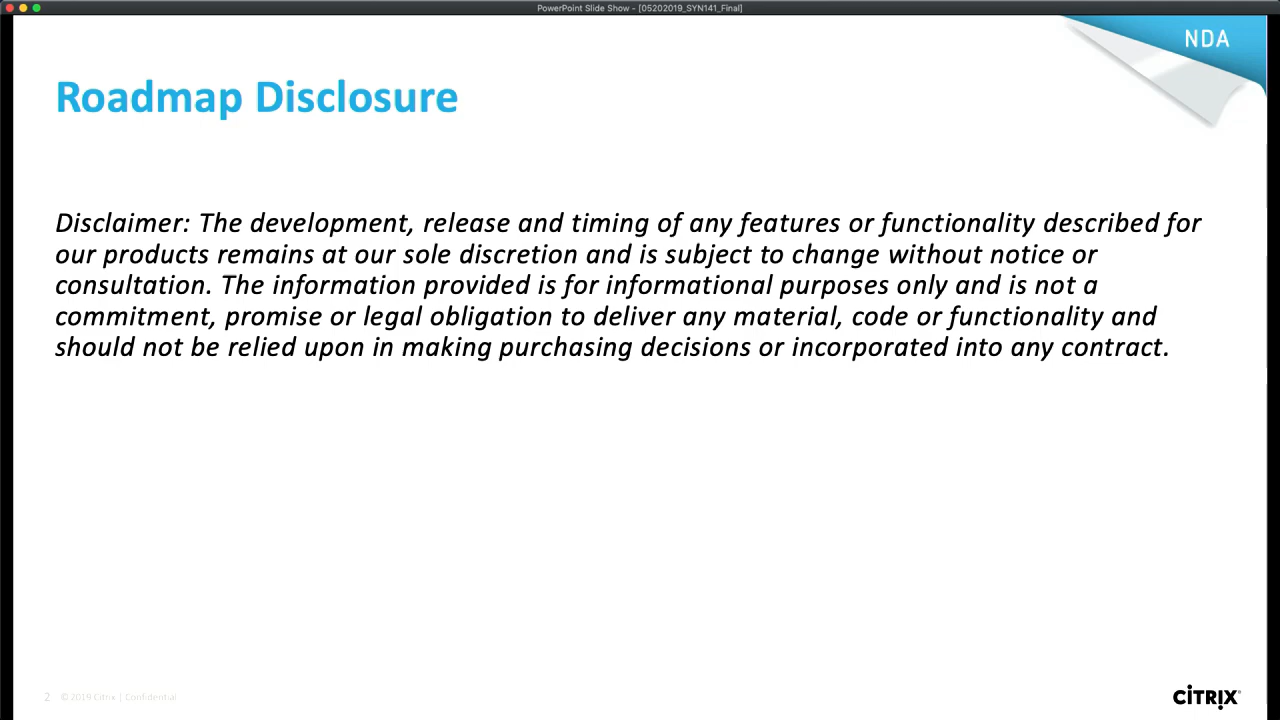 PowerPoint Slide Show - [05202019_SYN141_Final]
NDA
Roadmap Disclosure
Disclaimer: The development, release and timing of any features or functionality described for
our products remains at our sole discretion and is subject to change without notice or
consultation. The information provided is for informational purposes only and is not a
commitment, promise or legal obligation to deliver any material, code or functionality and
should not be relied upon in making purchasing decisions or incorporated into any contract.
2 © 2019 Citrix | Confidential
CİTRIX